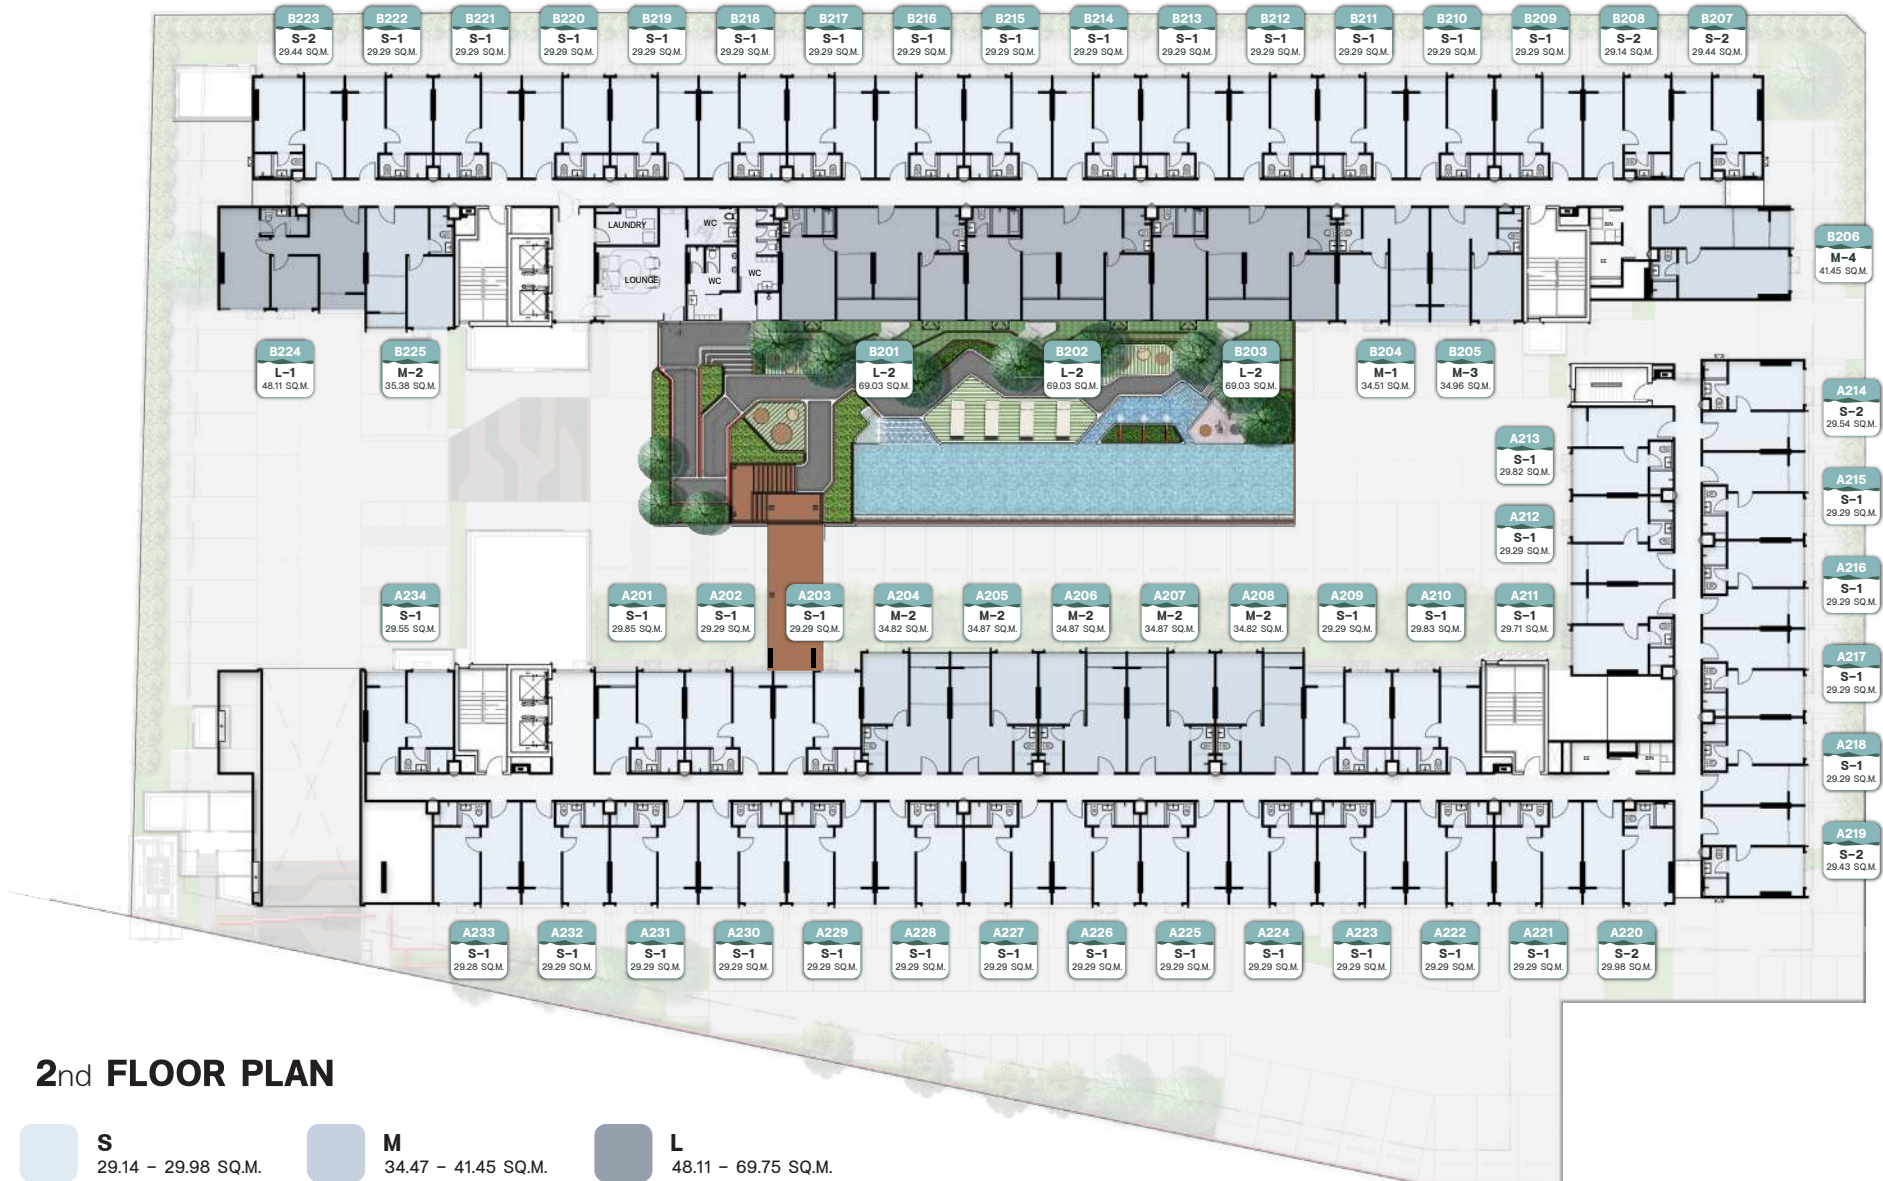 B223
S-2
29.44 SQ.M.
B222
S-1
29.29 SQ.M.
B221
S-1
29.29 SQ.M.
B220
S-1
29.29 SQ.M.
B219
S-1
29.29 SQ.M.
B218
S-1
29.29 SQ.M.
B217
S-1
29.29 SQ.M.
B216
S-1
29.29 SQ.M.
B215
S-1
29.29 SQ.M.
B214
S-1
29.29 SQ.M.
B213
S-1
29.29 SQ.M.
B212
S-1
29.29 SQ.M.
B211
S-1
29.29 SQ.M.
B210
S-1
29.29 SQ.M.
B209
S-1
29.29 SQ.M.
B208
S-2
29.14 SQ.M.
B207
S-2
29.44 SQ.M.
LAUNDRY
LOUNGE
WC
WC
WC
BIN
EE
B206
M-4
41.45 SQ.M.
B224
L-1
48.11 SQ.M.
B225
M-2
35.38 SQ.M.
B201
L-2
69.03 SQ.M.
B202
L-2
69.03 SQ.M.
B203
L-2
69.03 SQ.M.
B204
M-1
34.51 SQ.M.
B205
M-3
34.96 SQ.M.
A214
S-2
29.54 SQ.M.
A213
S-1
29.82 SQ.M.
A215
S-1
29.29 SQ.M.
A212
S-1
29.29 SQ.M.
A216
S-1
29.29 SQ.M.
A234
S-1
29.55 SQ.M.
A201
S-1
29.85 SQ.M.
A202
S-1
29.29 SQ.M.
A203
S-1
29.29 SQ.M.
A204
M-2
34.82 SQ.M.
A205
M-2
34.87 SQ.M.
A206
M-2
34.87 SQ.M.
A207
M-2
34.87 SQ.M.
A208
M-2
34.82 SQ.M.
A209
S-1
29.29 SQ.M.
A210
S-1
29.83 SQ.M.
A211
S-1
29.71 SQ.M.
A217
S-1
29.29 SQ.M.
A218
S-1
29.29 SQ.M.
EE
BIN
A219
S-2
29.43 SQ.M.
A233
S-1
29.28 SQ.M.
A232
S-1
29.29 SQ.M.
A231
S-1
29.29 SQ.M.
A230
S-1
29.29 SQ.M.
A229
S-1
29.29 SQ.M.
A228
S-1
29.29 SQ.M.
A227
S-1
29.29 SQ.M.
A226
S-1
29.29 SQ.M.
A225
S-1
29.29 SQ.M.
A224
S-1
29.29 SQ.M.
A223
S-1
29.29 SQ.M.
A222
S-1
29.29 SQ.M.
A221
S-1
29.29 SQ.M.
A220
S-2
29.98 SQ.M.
2nd FLOOR PLAN
S
29.14 – 29.98 SQ.M.
M
34.47 – 41.45 SQ.M.
L
48.11 – 69.75 SQ.M.